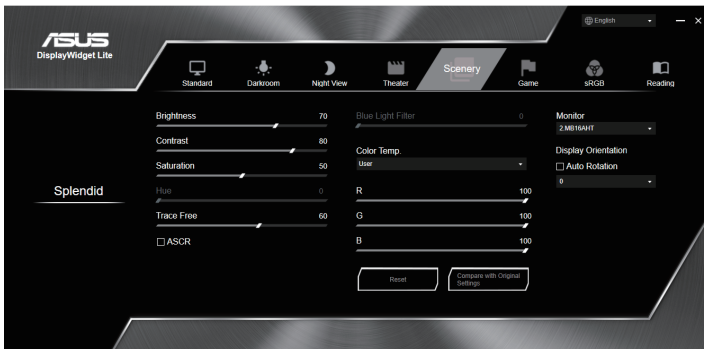 English
ASUS
DisplayWidget Lite
Standard
Darkroom
Night View
Theater
Scenery
Game
sRGB
Reading
Splendid
Brightness 70
Contrast 80
Saturation 50
Hue 0
Trace Free 60
ASCR
Blue Light Filter 0
Color Temp.
User
R 100
G 100
B 100
Reset
Compare with Original
Settings
Monitor
2.MB16AHT
Display Orientation
Auto Rotation
0